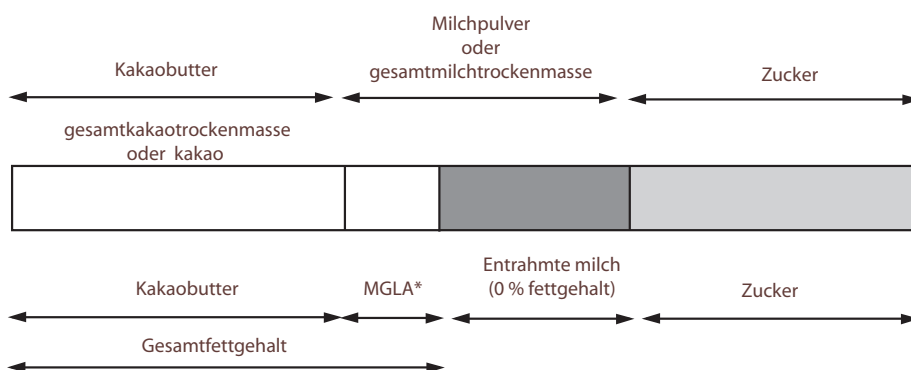 Milchpulver
oder
gesamtmilchtrockenmasse
Kakaobutter
Zucker
gesamtkakaotrockenmasse
oder kakao
Kakaobutter
MGLA*
Entrahmte milch
(0 % fettgehalt)
Zucker
Gesamtfettgehalt